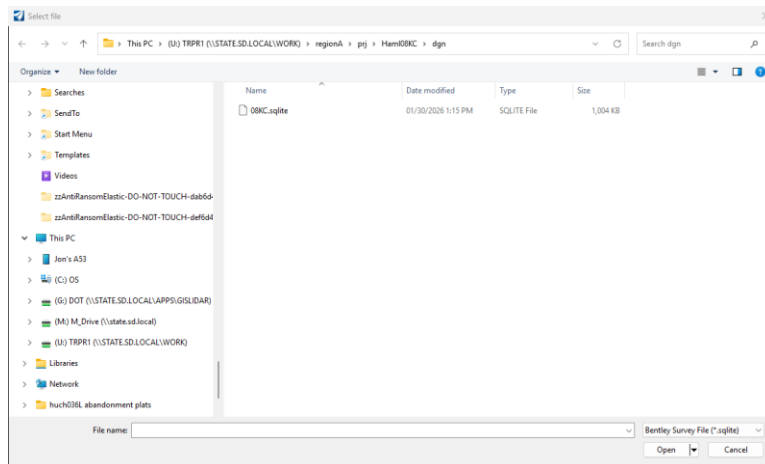 Select file
This PC > (U:) TRPR1 (\\STATE.SD.LOCAL\WORK) > regionA > prj > Haml08KC > dgn
Search dgn
Organize
New folder
Name Date modified Type Size
08KC.sqlite 01/30/2026 1:15 PM SQLITE File 1,004 KB
Searches
SendTo
Start Menu
Templates
Videos
zzAntiRansomElastic-DO-NOT-TOUCH-dab6d4
zzAntiRansomElastic-DO-NOT-TOUCH-def6d4
This PC
Jon's A53
(C:) OS
(G:) DOT (\\STATE.SD.LOCAL\APPS\GISLIDAR)
(M:) M_Drive (\\state.sd.local)
(U:) TRPR1 (\\STATE.SD.LOCAL\WORK)
Libraries
Network
huch036L abandonment plats
File name:
Bentley Survey File (*.sqlite)
Open
Cancel